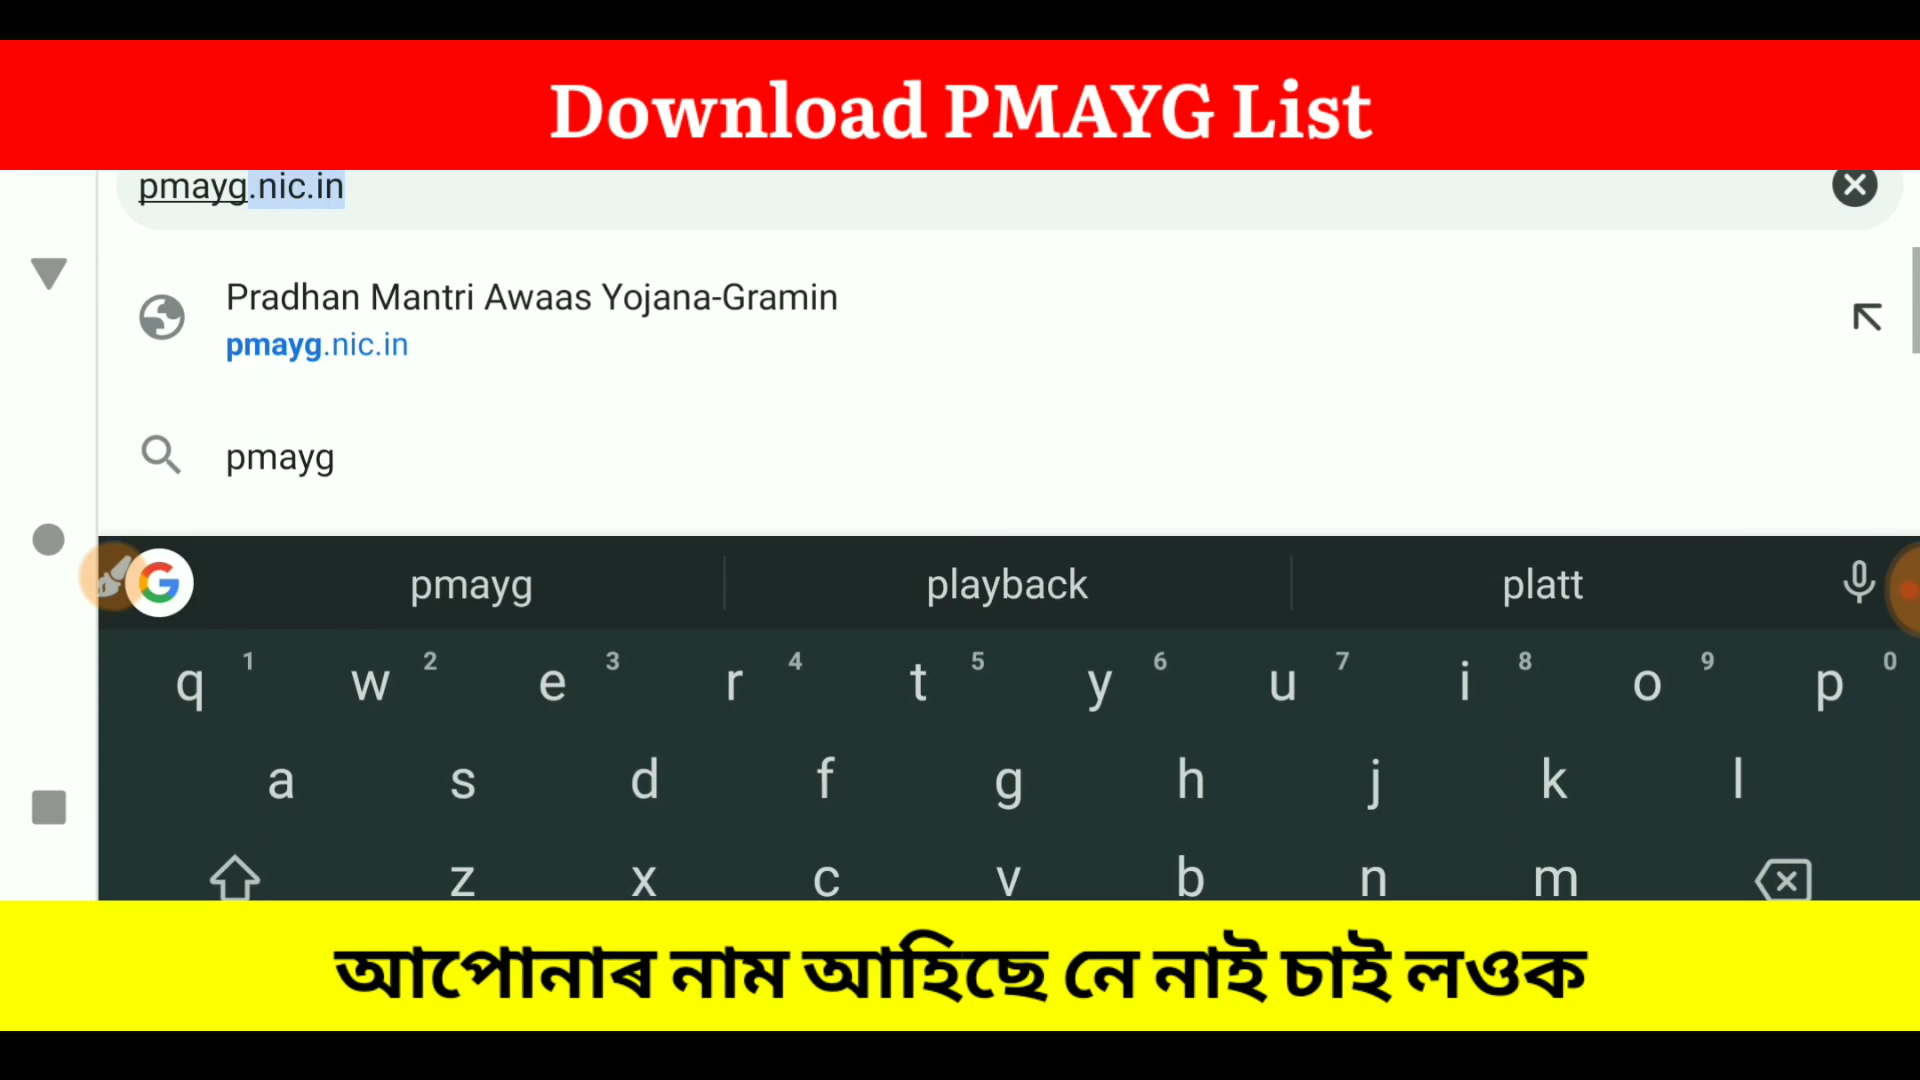 Download PMAYG List
pmayg.nic.in
Pradhan Mantri Awaas Yojana-Gramin
pmayg.nic.in
pmayg
pmayg playback platt
q 1 w 2 e 3 r 4 t 5 y 6 u 7 i 8 o 9 p 0
a s d f g h j k l
z x c v b n m
আপোনাৰ নাম আহিছে নে নাই চাই লওক